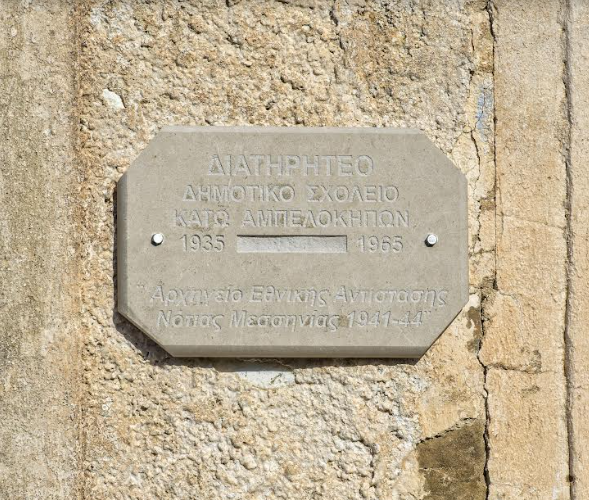 ΔΙΑΤΗΡΗΤΕΟ
ΔΗΜΟΤΙΚΟ ΣΧΟΛΕΙΟ
ΚΑΤΩ ΑΜΠΕΛΟΚΗΠΩΝ
1935 1965
"Αρχηγείο Εθνικής Αντίστασης
Νότιας Μεσσηνίας 1941-44"